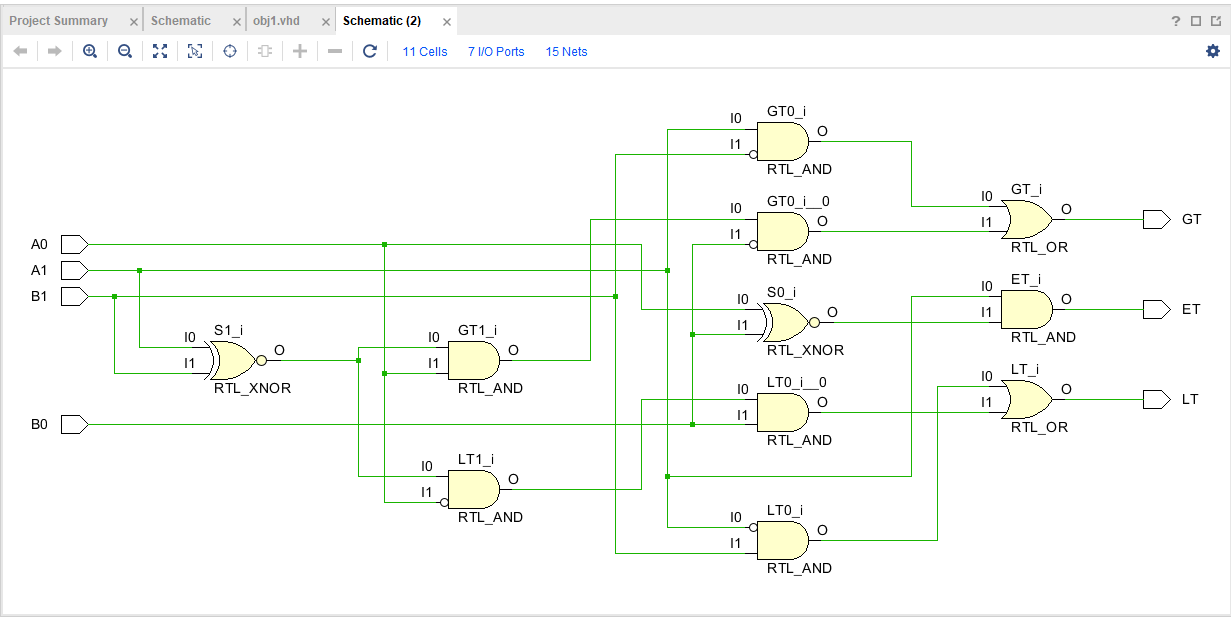 Project Summary × Schematic × obj1.vhd × Schematic (2) × ?
11 Cells 7 I/O Ports 15 Nets
GT0_i
I0 O
I1
RTL_AND
GT_i
I0 O GT
I1
RTL_OR
GT0_i__0
I0 O
I1
RTL_AND
A0
A1
B1
ET_i
I0 O ET
I1
RTL_AND
S0_i
I0 O
I1
RTL_XNOR
S1_i
I0 O
I1
RTL_XNOR
GT1_i
I0 O
I1
RTL_AND
LT_i
I0 O LT
I1
RTL_OR
LT0_i__0
I0 O
I1
RTL_AND
B0
LT1_i
I0 O
I1
RTL_AND
LT0_i
I0 O
I1
RTL_AND